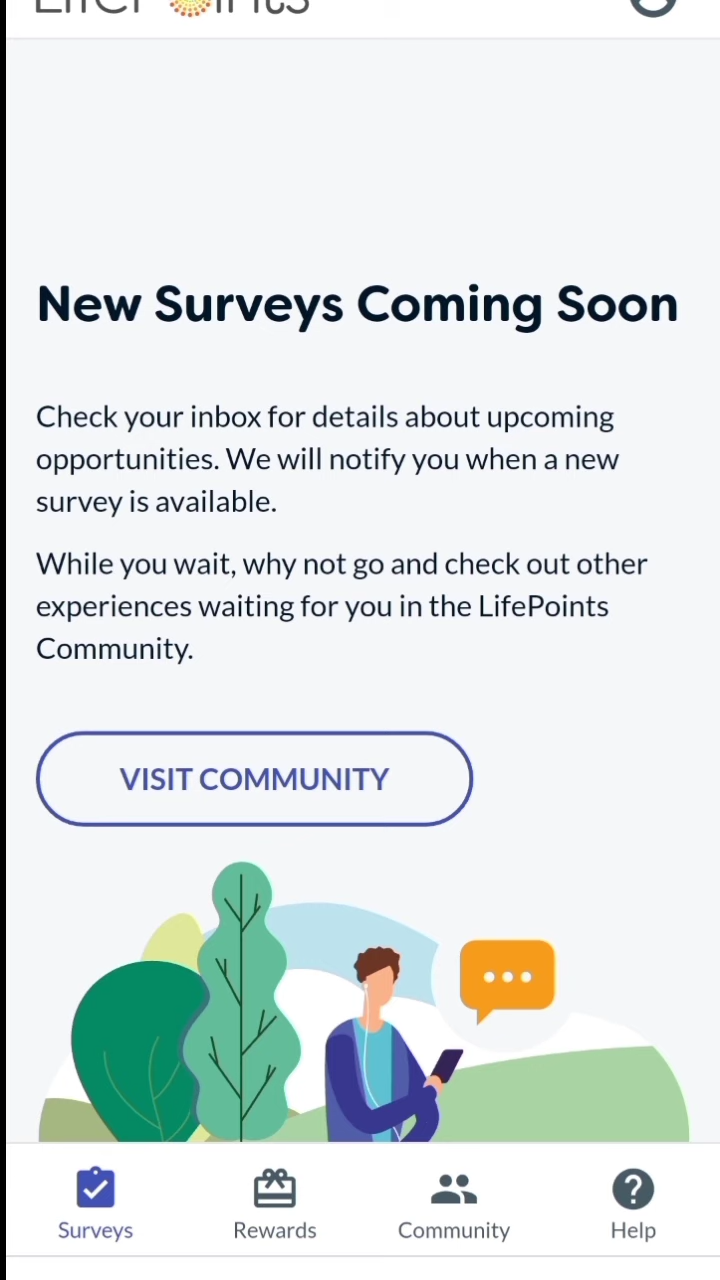 LifePoints
New Surveys Coming Soon
Check your inbox for details about upcoming
opportunities. We will notify you when a new
survey is available.
While you wait, why not go and check out other
experiences waiting for you in the LifePoints
Community.
VISIT COMMUNITY
Surveys
Rewards
Community
Help